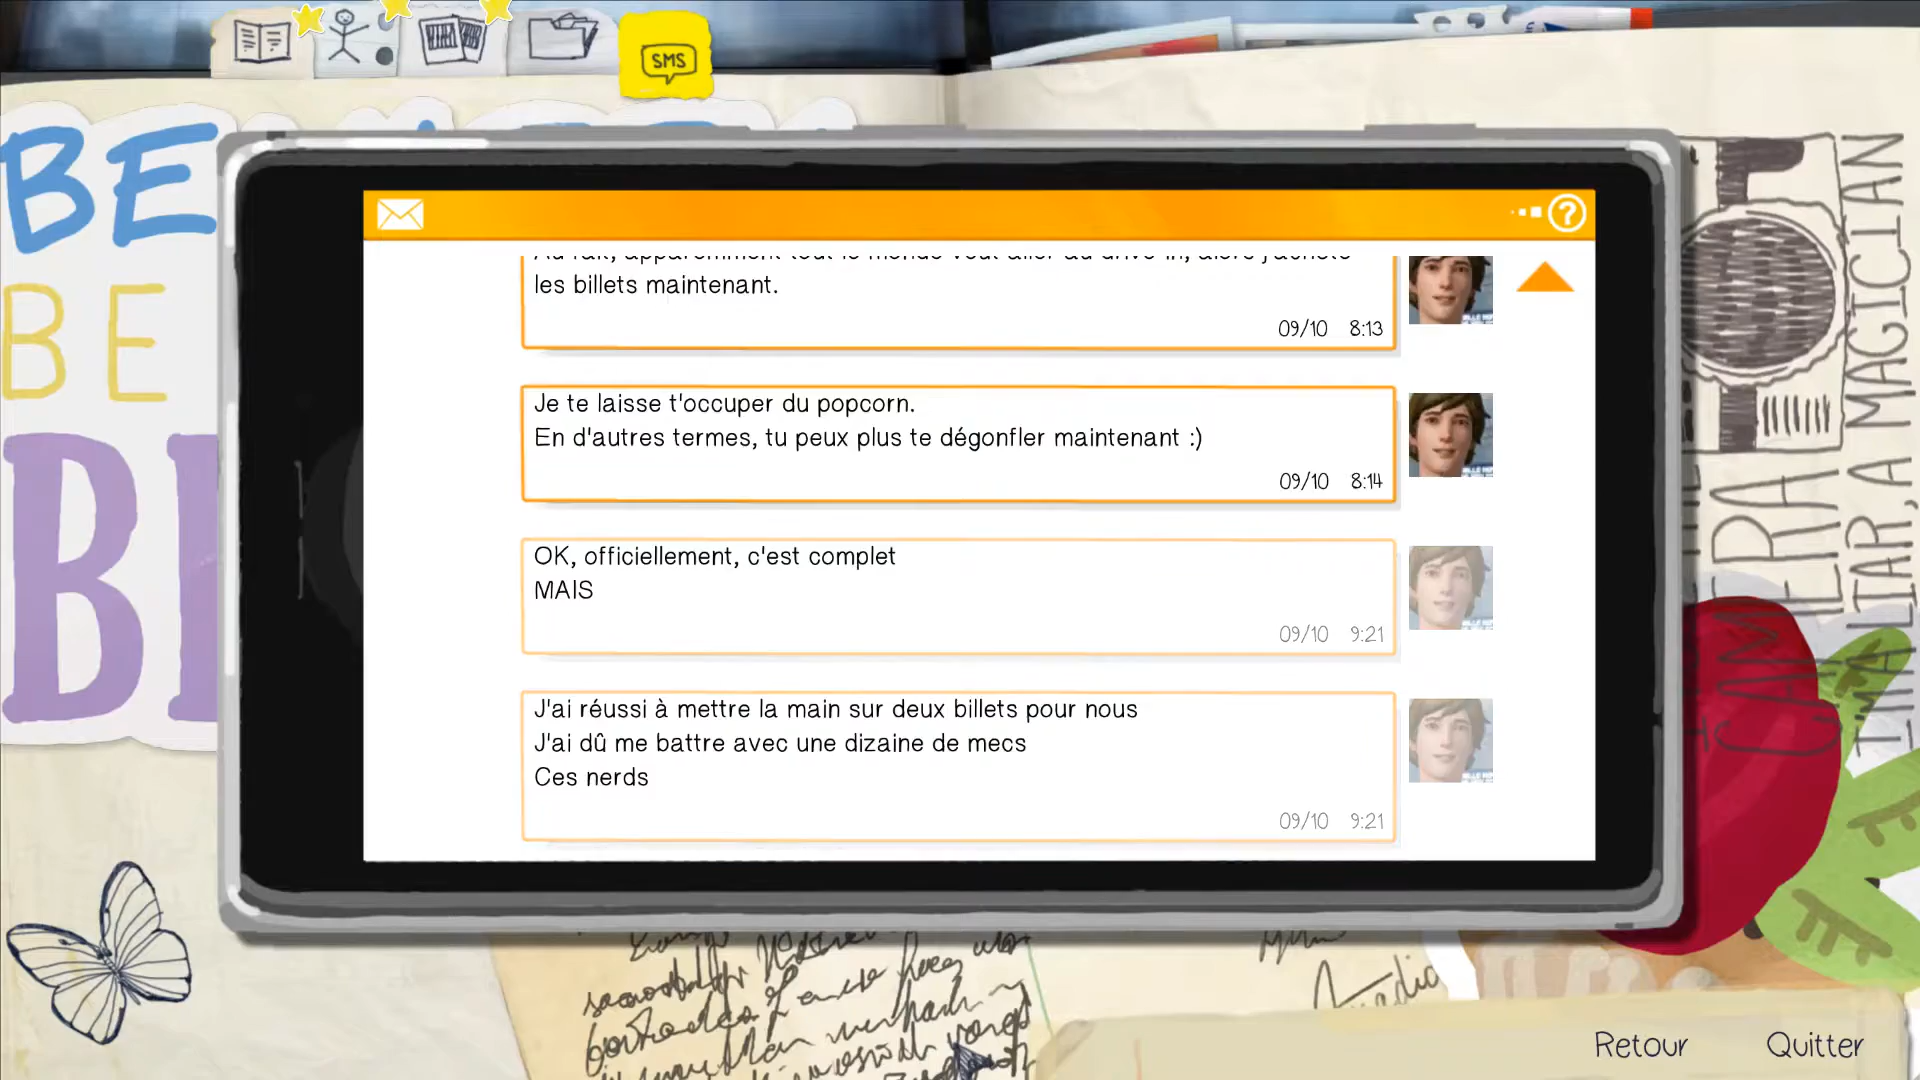 SMS
BE
BE
les billets maintenant.
09/10 8:13
Je te laisse t'occuper du popcorn.
En d'autres termes, tu peux plus te dégonfler maintenant :)
09/10 8:14
OK, officiellement, c'est complet
MAIS
09/10 9:21
J'ai réussi à mettre la main sur deux billets pour nous
J'ai dû me battre avec une dizaine de mecs
Ces nerds
09/10 9:21
CAMERA
LIAR, A MAGICIAN
Retour Quitter